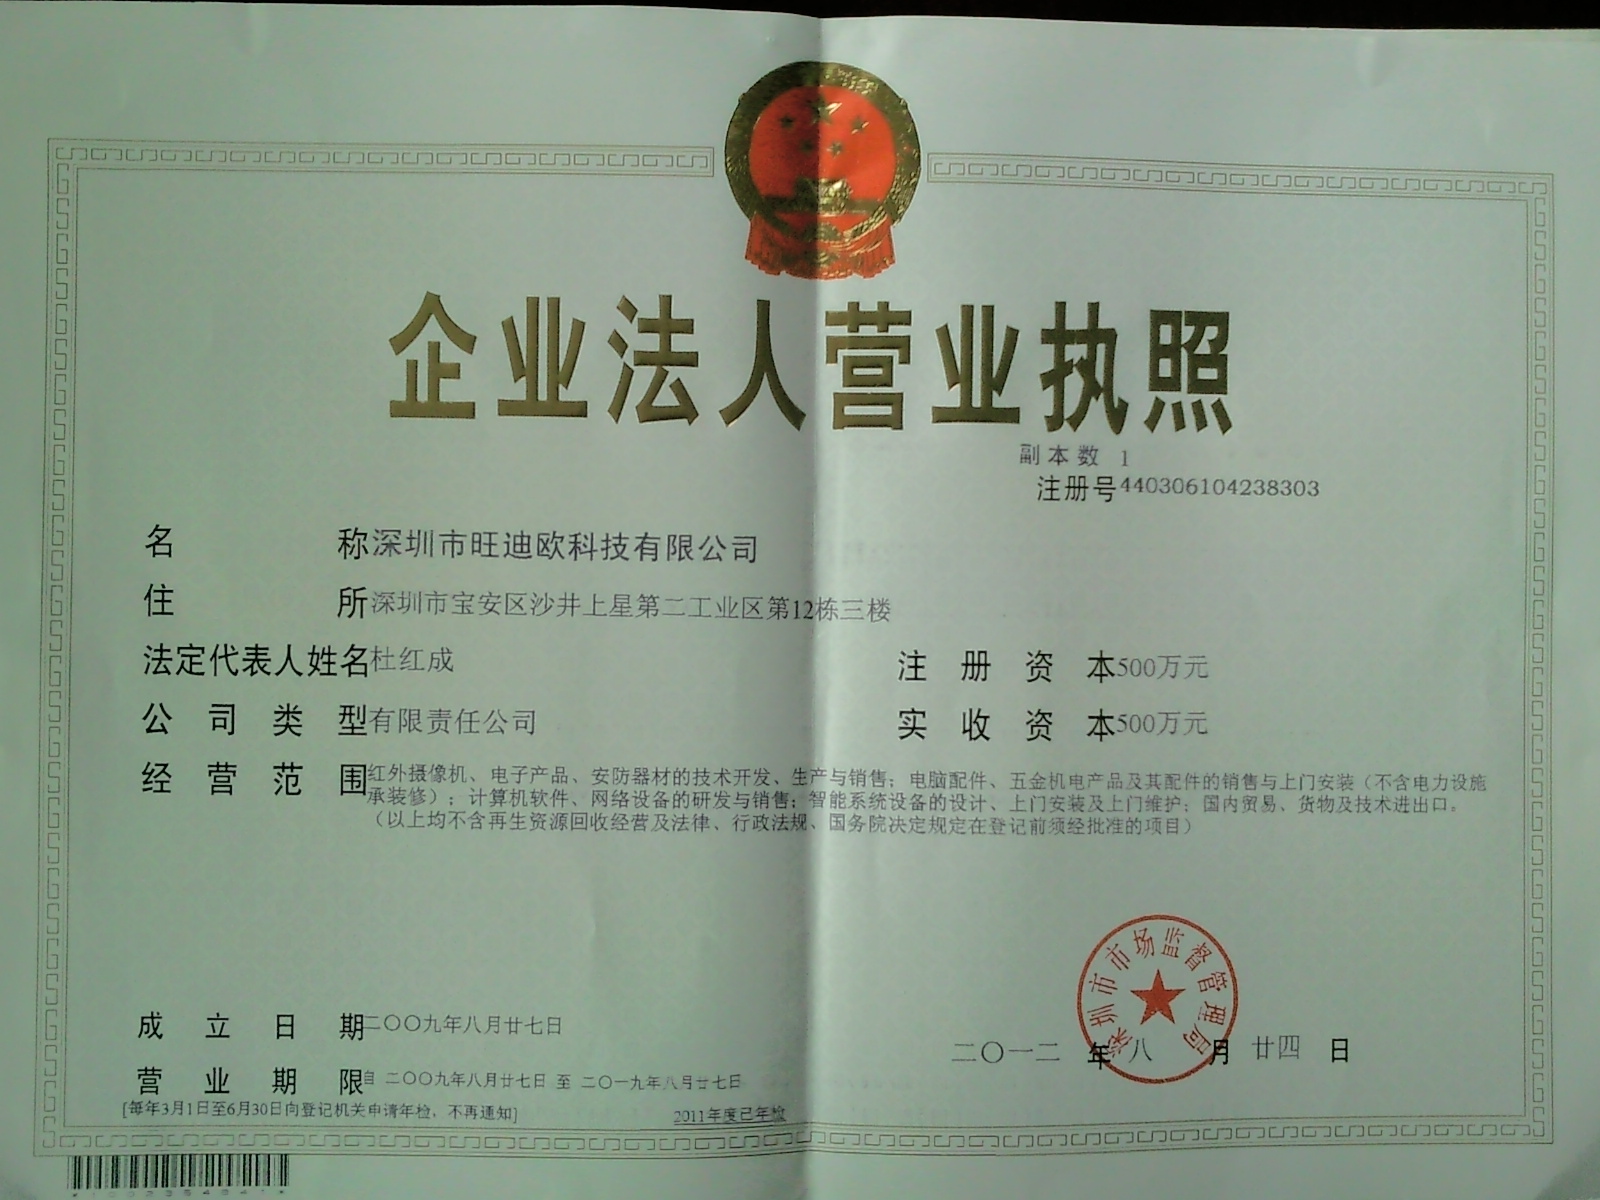 企业法人营业执照
副本数 1
注册号440306104238303
名 称深圳市旺迪欧科技有限公司
住 所深圳市宝安区沙井上星第二工业区第12栋三楼
法定代表人姓名杜红成
注 册 资 本500万元
公 司 类 型有限责任公司
实 收 资 本500万元
经 营 范 围红外摄像机、电子产品、安防器材的技术开发、生产与销售；电脑配件、五金机电产品及其配件的销售与上门安装（不含电力设施
承装修）；计算机软件、网络设备的研发与销售；智能系统设备的设计、上门安装及上门维护；国内贸易、货物及技术进出口。
（以上均不含再生资源回收经营及法律、行政法规、国务院决定规定在登记前须经批准的项目）
深圳市市场监督管理局
成 立 日 期二〇〇九年八月廿七日
二〇一二 年 八 月 廿四 日
营 业 期 限自 二〇〇九年八月廿七日 至 二〇一九年八月廿七日
[每年3月1日至6月30日向登记机关申请年检，不再通知]
2011年度已年检